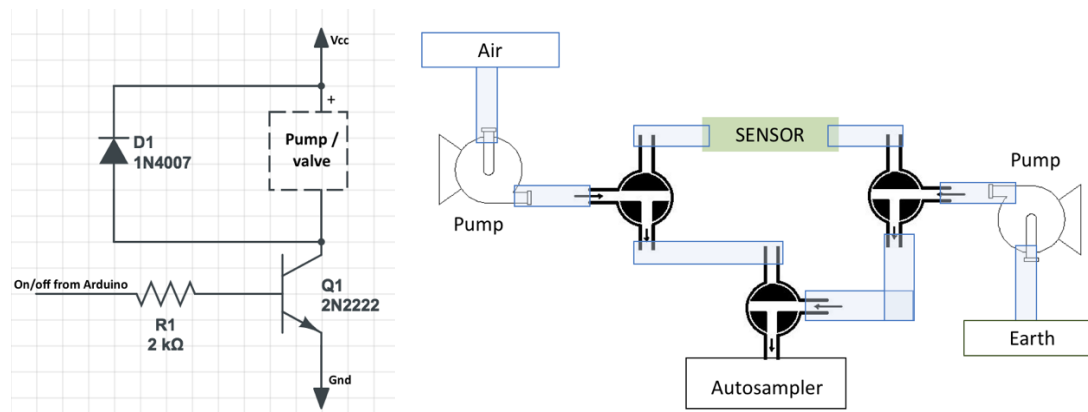 Vcc
+
D1
1N4007
Pump /
valve
On/off from Arduino
R1
2 kΩ
Q1
2N2222
Gnd
Air
SENSOR
Pump
Pump
Earth
Autosampler